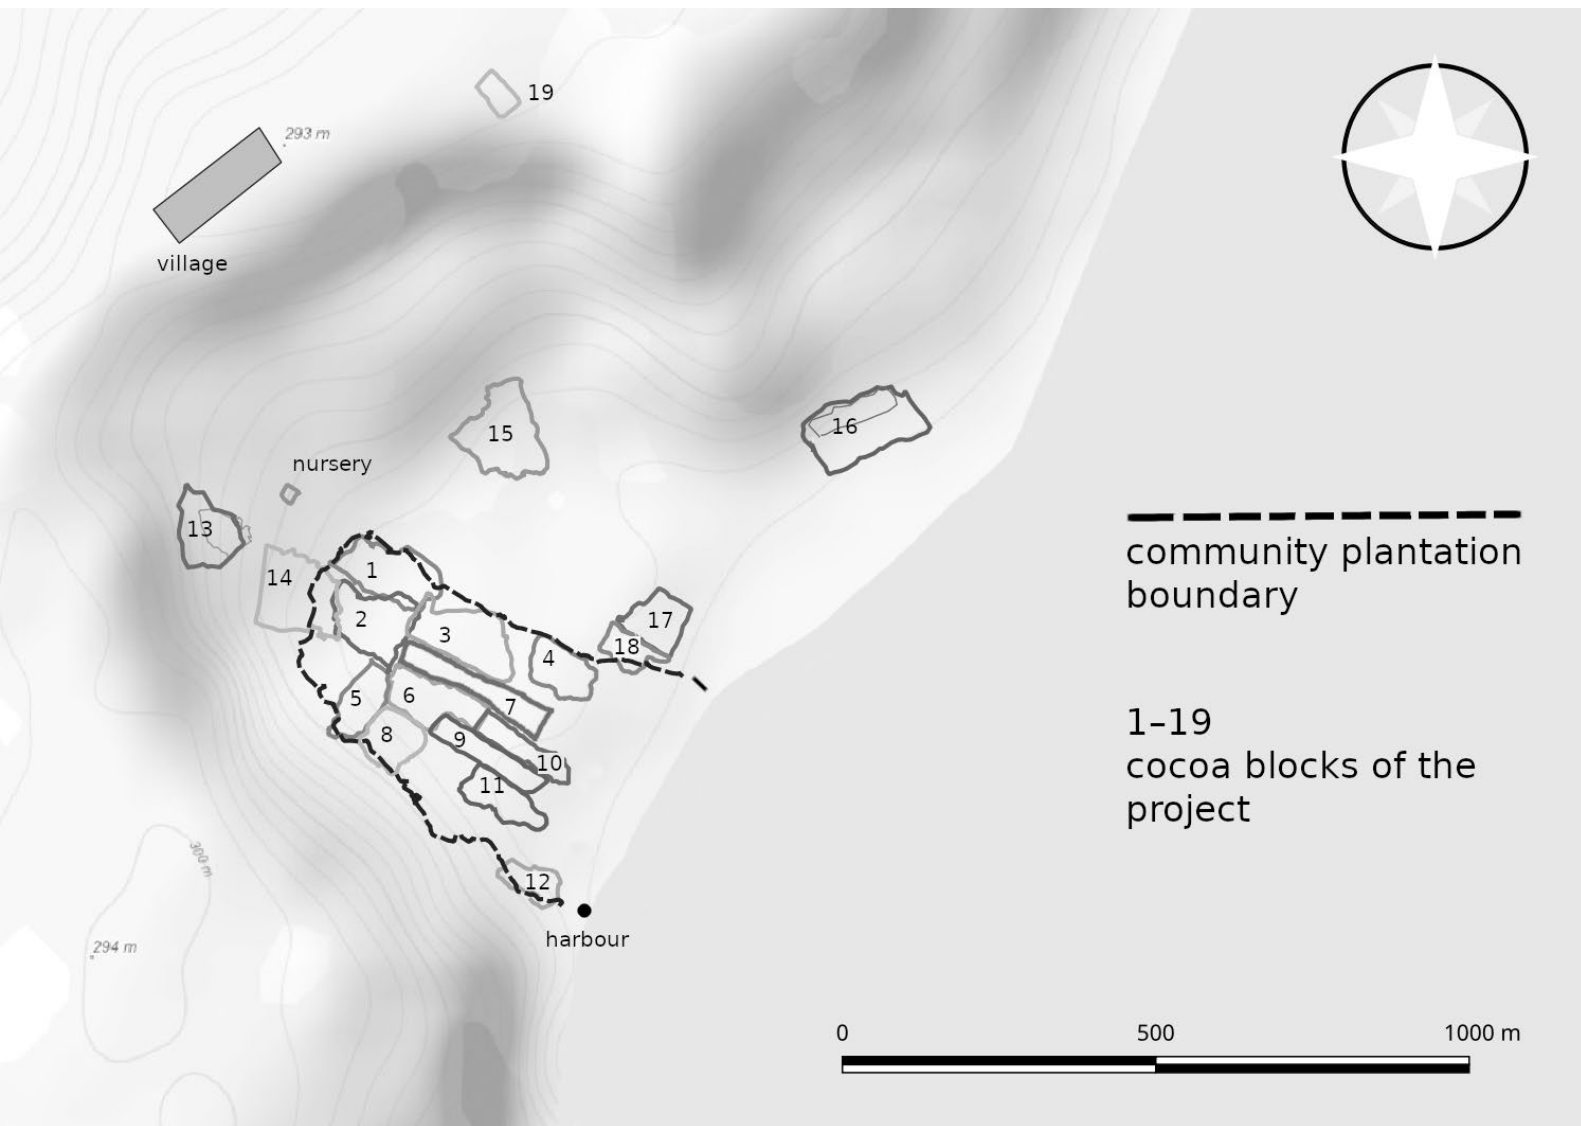 19
293 m
village
15
16
nursery
13
14
1
2
3
4
17
18
5
6
7
8
9
10
11
12
harbour
300 m
294 m
community plantation
boundary
1–19
cocoa blocks of the
project
0 500 1000 m